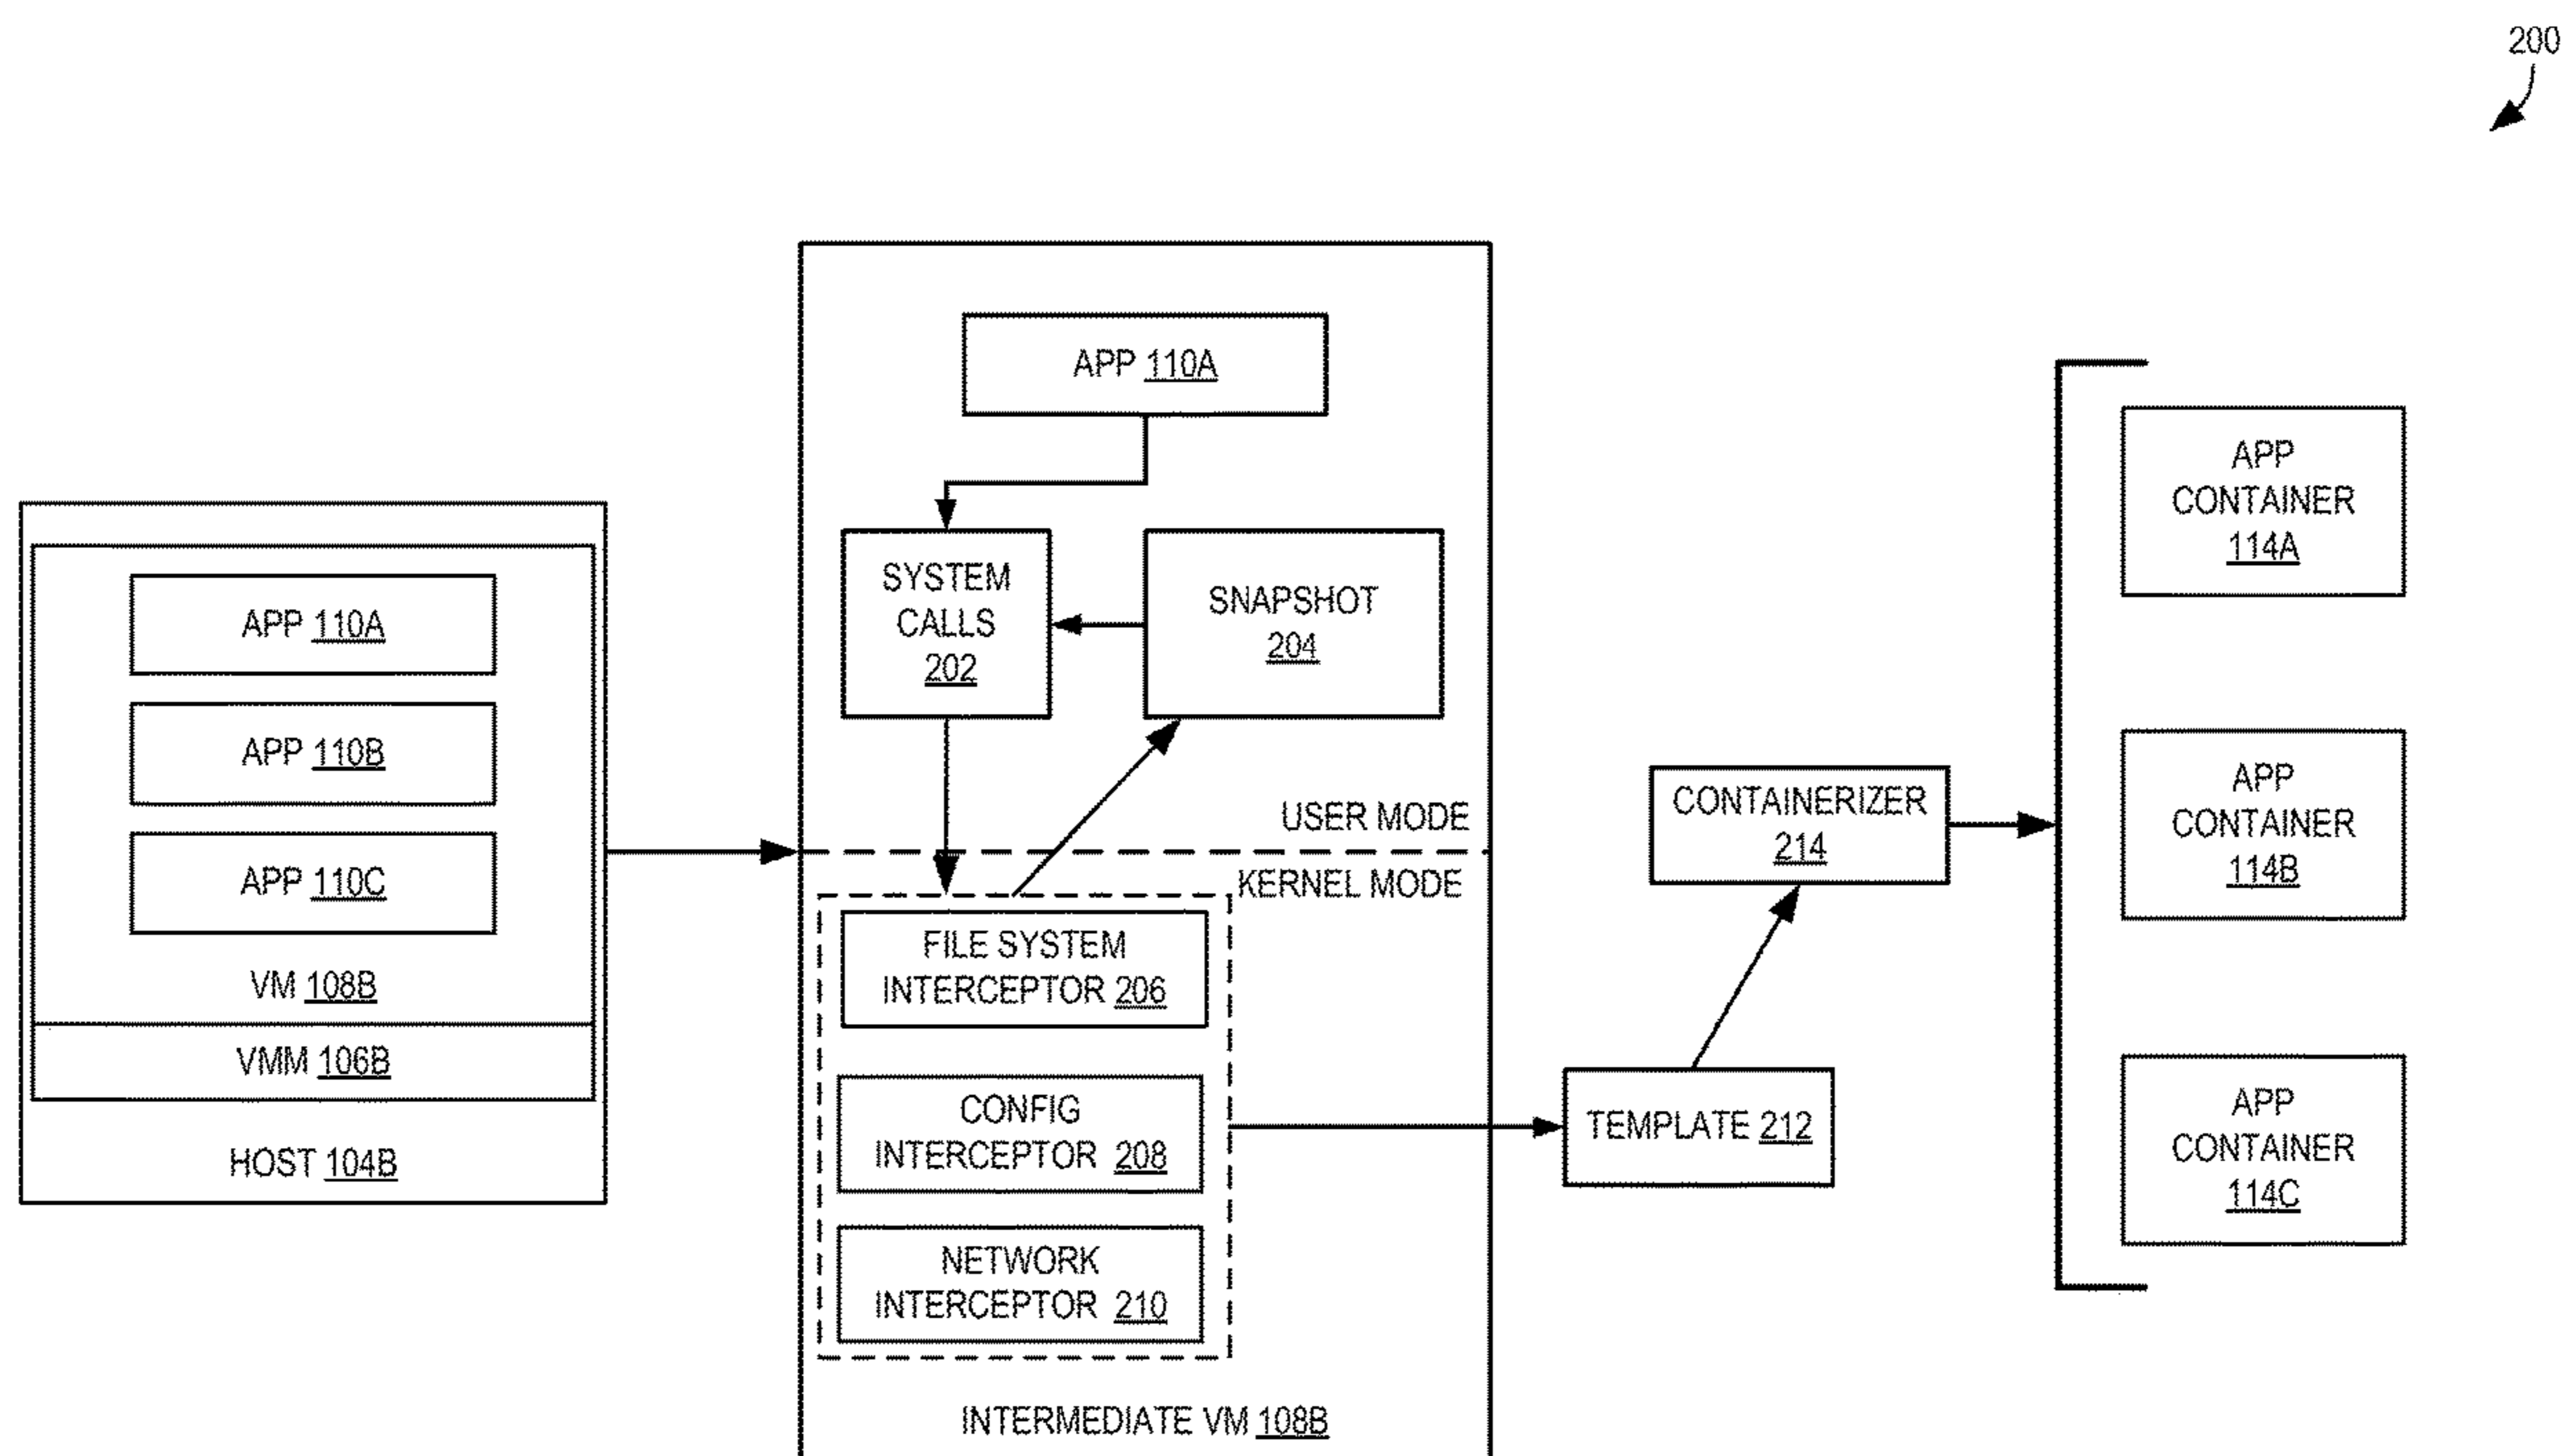 200
APP 110A
APP 110B
APP 110C
VM 108B
VMM 106B
HOST 104B
APP 110A
SYSTEM
CALLS
202
SNAPSHOT
204
USER MODE
KERNEL MODE
FILE SYSTEM
INTERCEPTOR 206
CONFIG
INTERCEPTOR 208
NETWORK
INTERCEPTOR 210
INTERMEDIATE VM 108B
TEMPLATE 212
CONTAINERIZER
214
APP
CONTAINER
114A
APP
CONTAINER
114B
APP
CONTAINER
114C